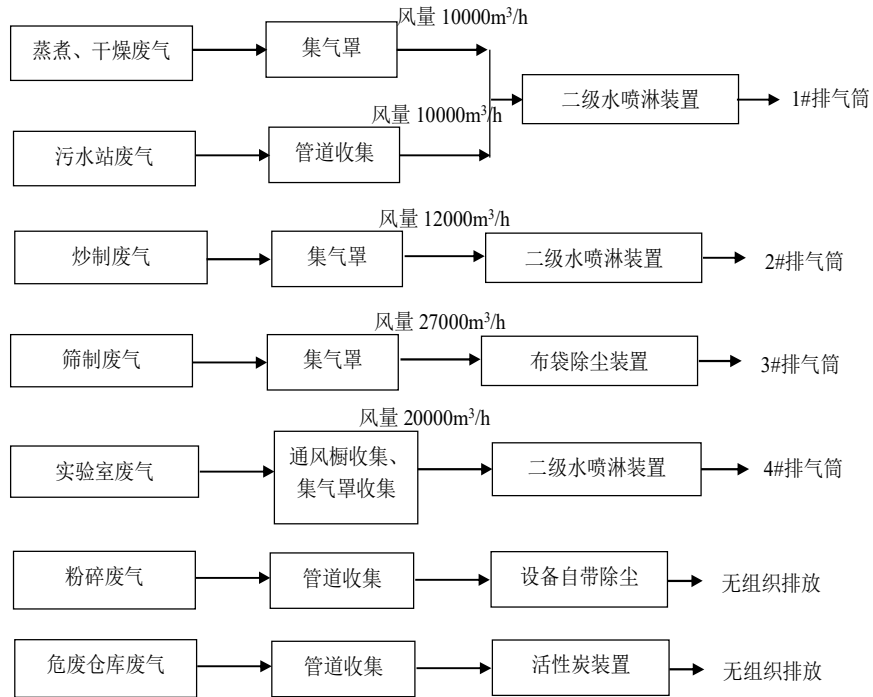 风量 10000m³/h
蒸煮、干燥废气
集气罩
二级水喷淋装置
1#排气筒
风量 10000m³/h
污水站废气
管道收集
风量 12000m³/h
炒制废气
集气罩
二级水喷淋装置
2#排气筒
风量 27000m³/h
筛制废气
集气罩
布袋除尘装置
3#排气筒
风量 20000m³/h
实验室废气
通风橱收集、
集气罩收集
二级水喷淋装置
4#排气筒
粉碎废气
管道收集
设备自带除尘
无组织排放
危废仓库废气
管道收集
活性炭装置
无组织排放